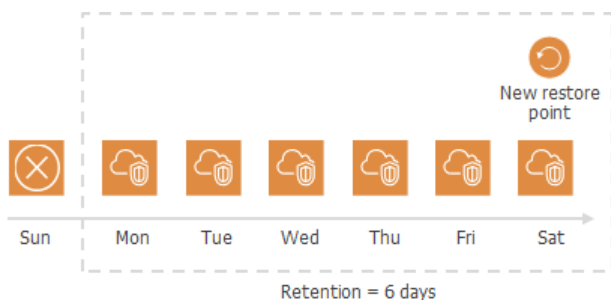 New restore
point
Sun Mon Tue Wed Thu Fri Sat
Retention = 6 days